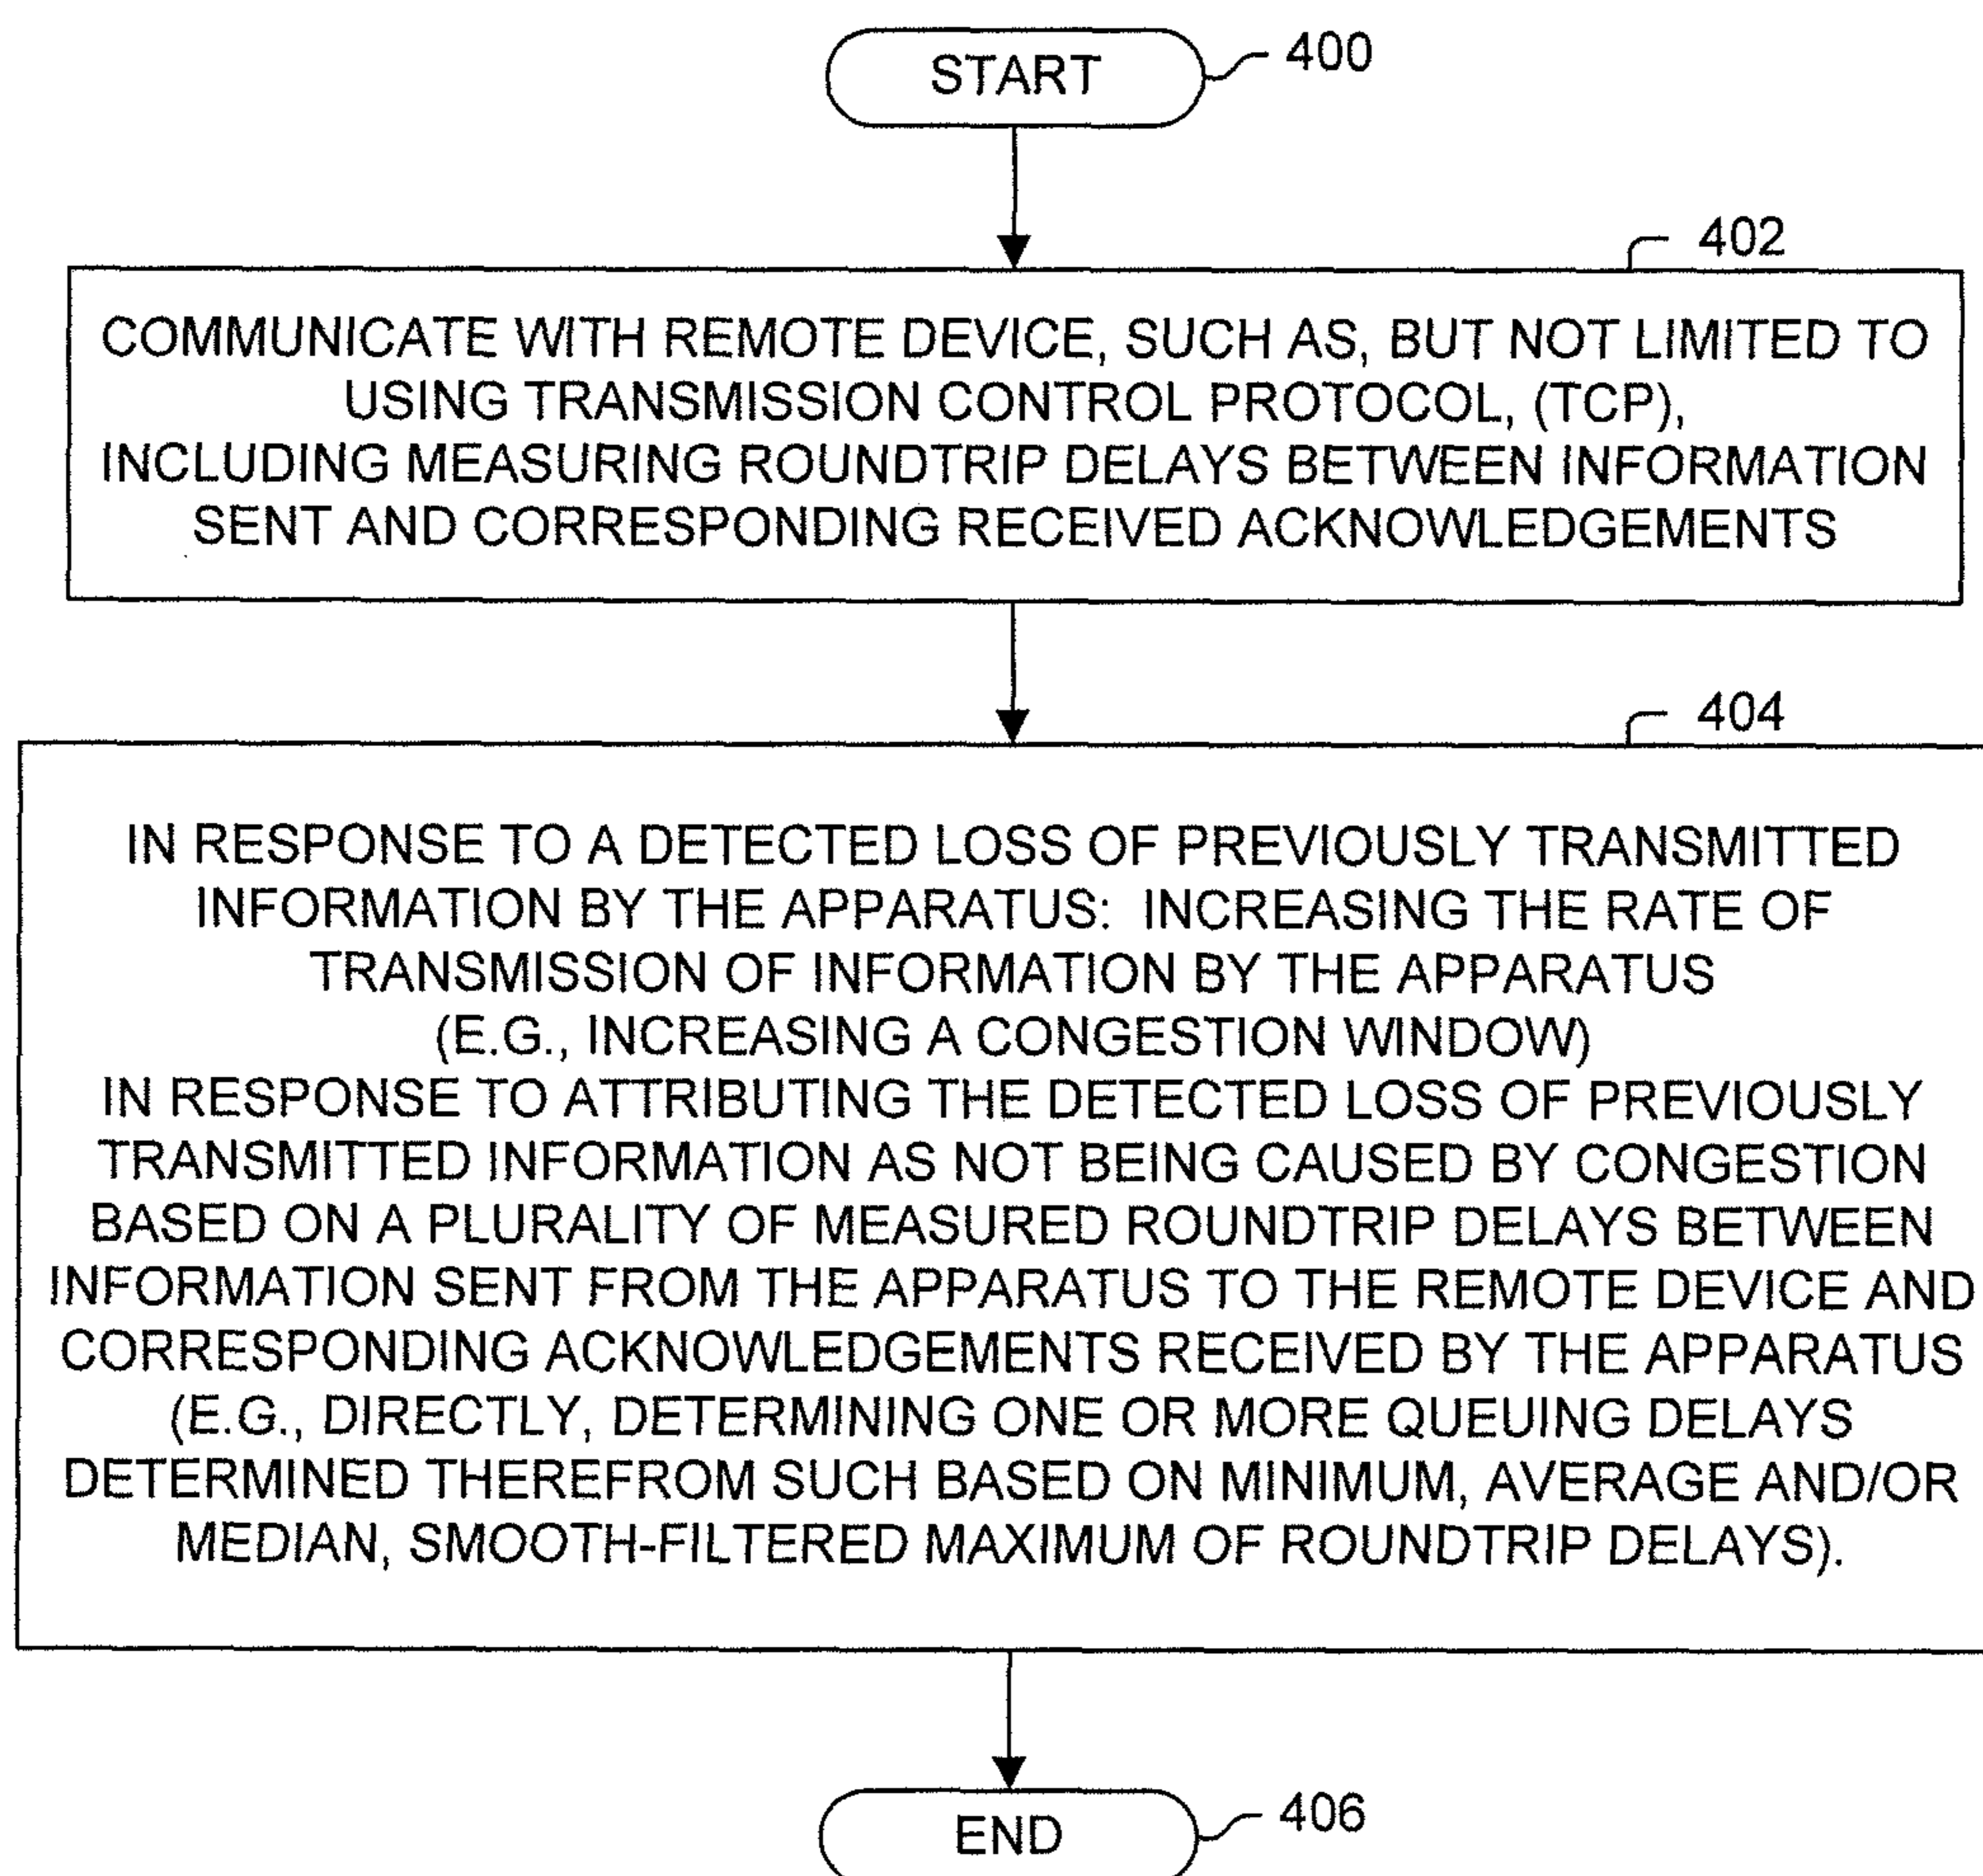 START
400
402
COMMUNICATE WITH REMOTE DEVICE, SUCH AS, BUT NOT LIMITED TO
USING TRANSMISSION CONTROL PROTOCOL, (TCP),
INCLUDING MEASURING ROUNDTRIP DELAYS BETWEEN INFORMATION
SENT AND CORRESPONDING RECEIVED ACKNOWLEDGEMENTS
404
IN RESPONSE TO A DETECTED LOSS OF PREVIOUSLY TRANSMITTED
INFORMATION BY THE APPARATUS: INCREASING THE RATE OF
TRANSMISSION OF INFORMATION BY THE APPARATUS
(E.G., INCREASING A CONGESTION WINDOW)
IN RESPONSE TO ATTRIBUTING THE DETECTED LOSS OF PREVIOUSLY
TRANSMITTED INFORMATION AS NOT BEING CAUSED BY CONGESTION
BASED ON A PLURALITY OF MEASURED ROUNDTRIP DELAYS BETWEEN
INFORMATION SENT FROM THE APPARATUS TO THE REMOTE DEVICE AND
CORRESPONDING ACKNOWLEDGEMENTS RECEIVED BY THE APPARATUS
(E.G., DIRECTLY, DETERMINING ONE OR MORE QUEUING DELAYS
DETERMINED THEREFROM SUCH BASED ON MINIMUM, AVERAGE AND/OR
MEDIAN, SMOOTH-FILTERED MAXIMUM OF ROUNDTRIP DELAYS).
END
406